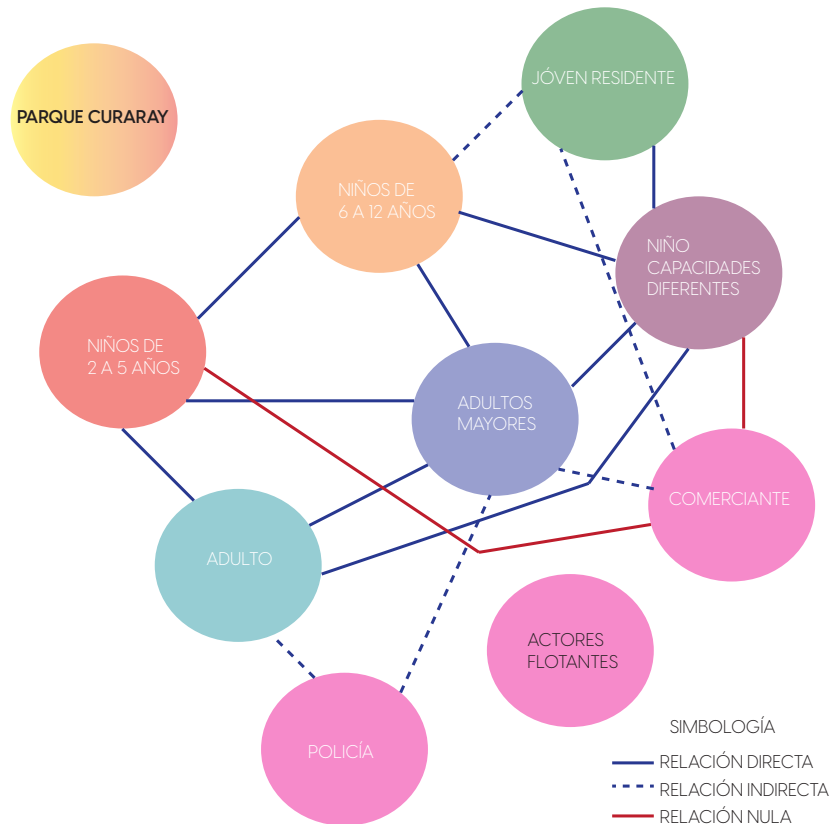 JÓVEN RESIDENTE
PARQUE CURARAY
NIÑOS DE
6 A 12 AÑOS
NIÑO
CAPACIDADES
DIFERENTES
NIÑOS DE
2 A 5 AÑOS
ADULTOS
MAYORES
COMERCIANTE
ADULTO
ACTORES
FLOTANTES
POLICÍA
SIMBOLOGÍA
RELACIÓN DIRECTA
RELACIÓN INDIRECTA
RELACIÓN NULA